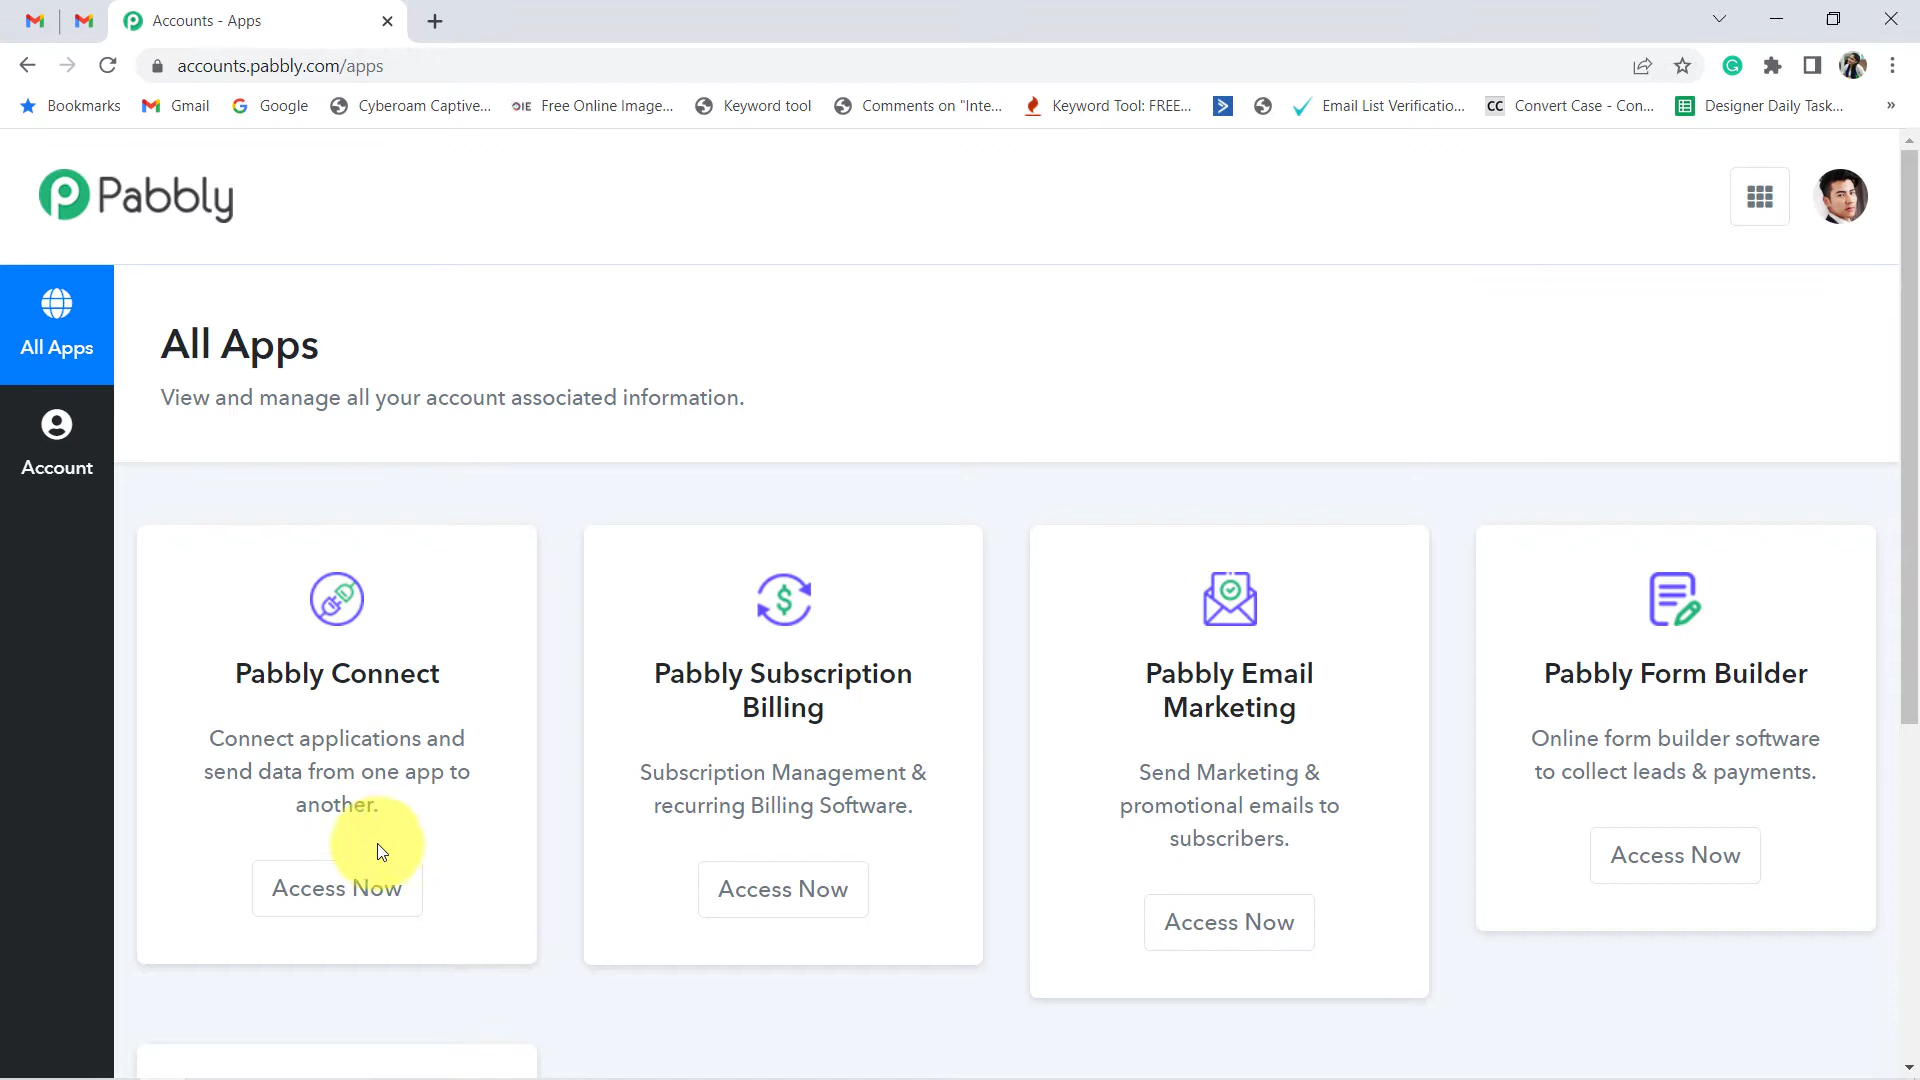 Accounts - Apps
accounts.pabbly.com/apps
Bookmarks
Gmail
Google
Cyberoam Captive...
OIE Free Online Image...
Keyword tool
Comments on "Inte...
Keyword Tool: FREE...
Email List Verificatio...
CC Convert Case - Con...
Designer Daily Task...
»
Pabbly
All Apps
Account
All Apps
View and manage all your account associated information.
Pabbly Connect
Connect applications and
send data from one app to
another.
Access Now
Pabbly Subscription
Billing
Subscription Management &
recurring Billing Software.
Access Now
Pabbly Email
Marketing
Send Marketing &
promotional emails to
subscribers.
Access Now
Pabbly Form Builder
Online form builder software
to collect leads & payments.
Access Now